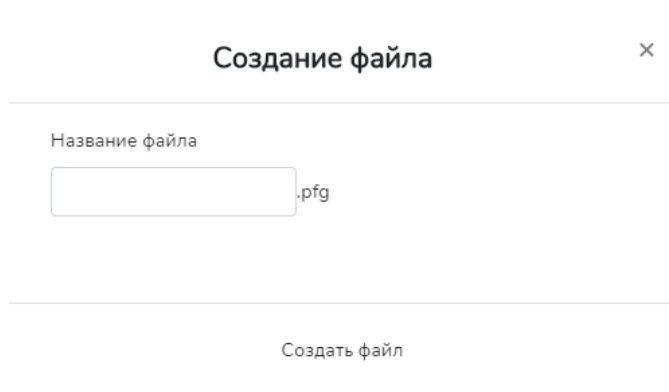 Создание файла
×
Название файла
.pfg
Создать файл